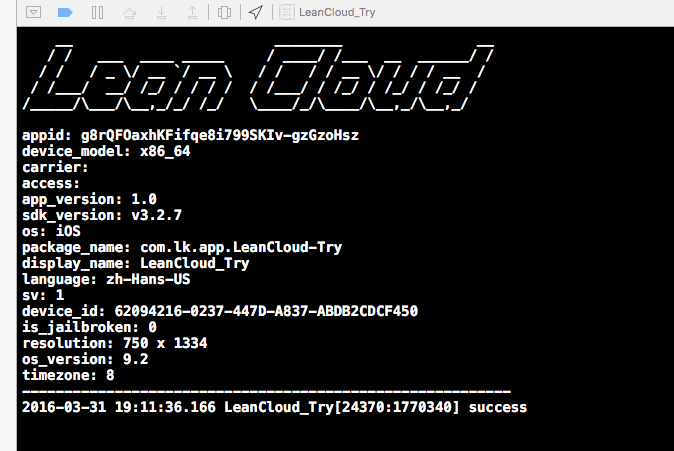 LeanCloud_Try
Lean Cloud
appid: g8rQFOaxhKFifqe8i799SKIv-gzGzoHsz
device_model: x86_64
carrier:
access:
app_version: 1.0
sdk_version: v3.2.7
os: iOS
package_name: com.lk.app.LeanCloud-Try
display_name: LeanCloud_Try
language: zh-Hans-US
sv: 1
device_id: 62094216-0237-447D-A837-ABDB2CDCF450
is_jailbroken: 0
resolution: 750 x 1334
os_version: 9.2
timezone: 8
-------------------------------------------------------------
2016-03-31 19:11:36.166 LeanCloud_Try[24370:1770340] success